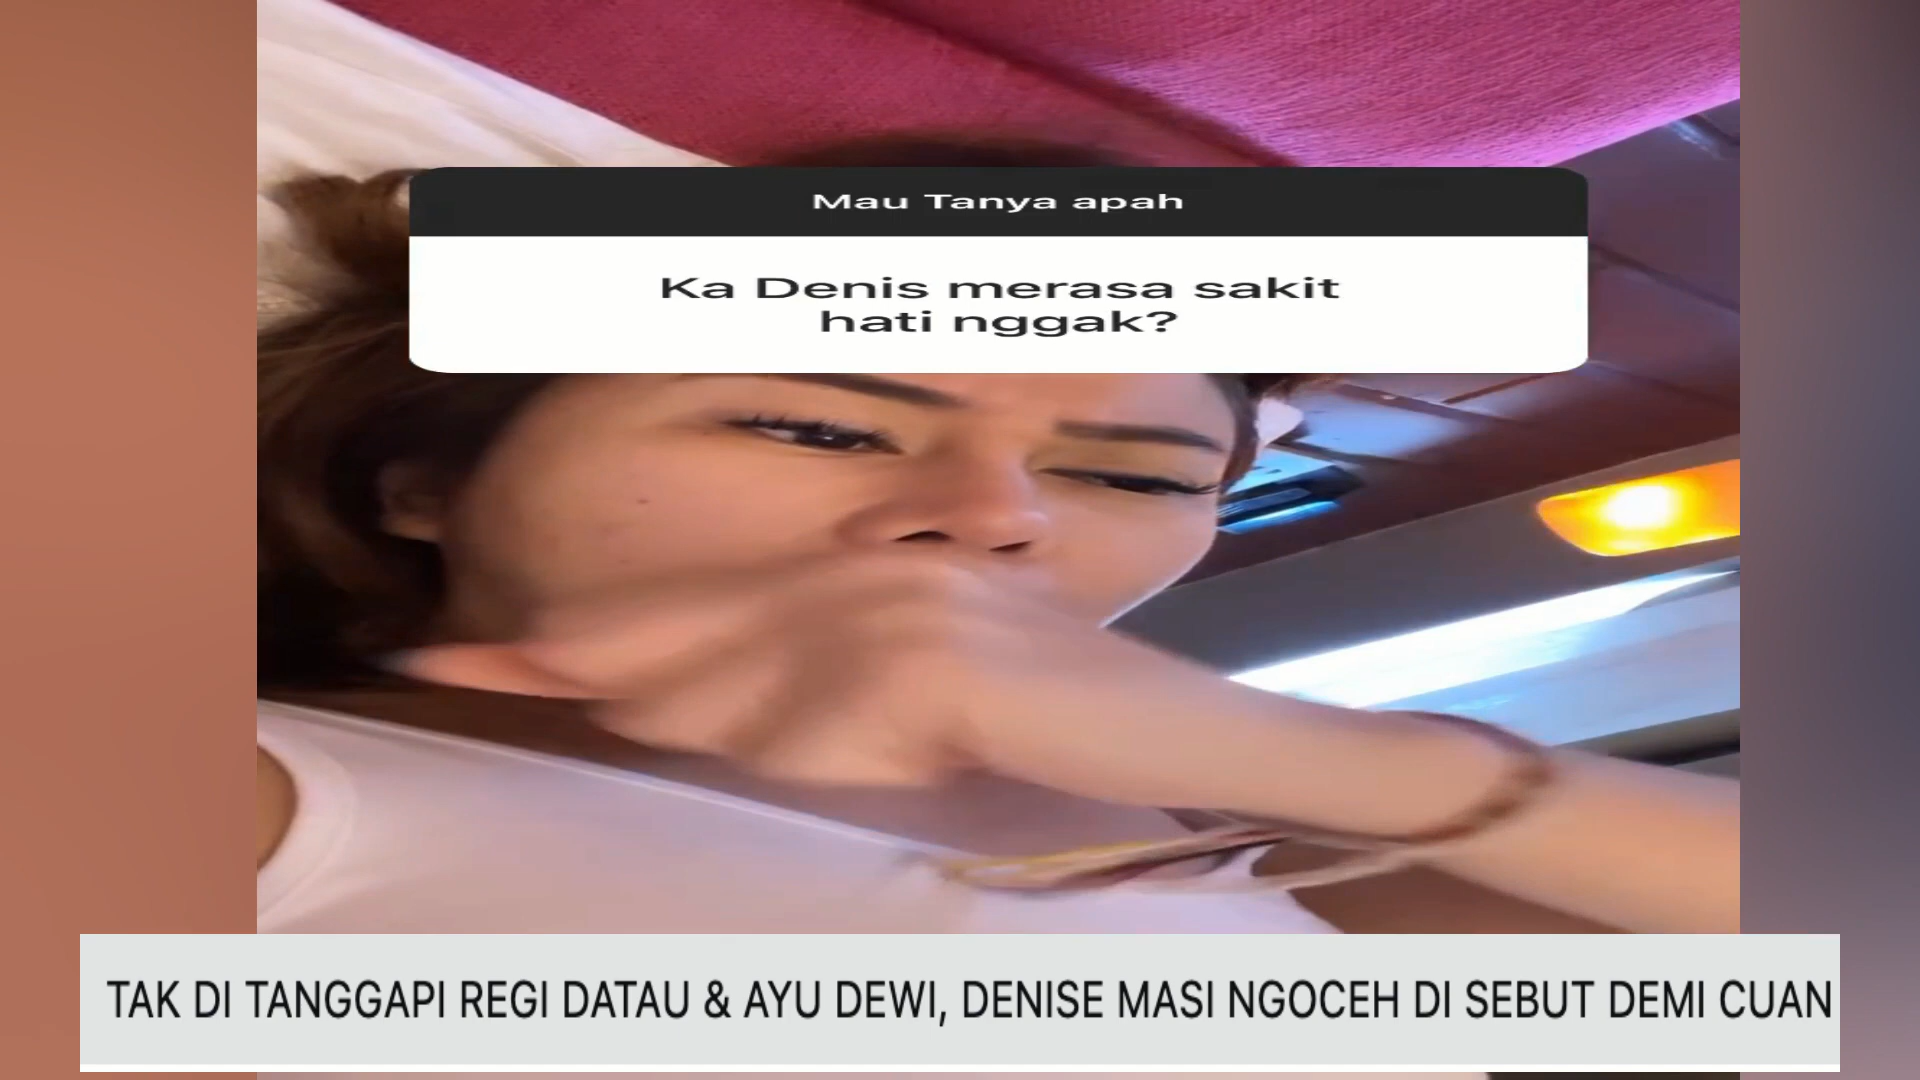 Mau Tanya apah
Ka Denis merasa sakit
hati nggak?
TAK DI TANGGAPI REGI DATAU & AYU DEWI, DENISE MASI NGOCEH DI SEBUT DEMI CUAN